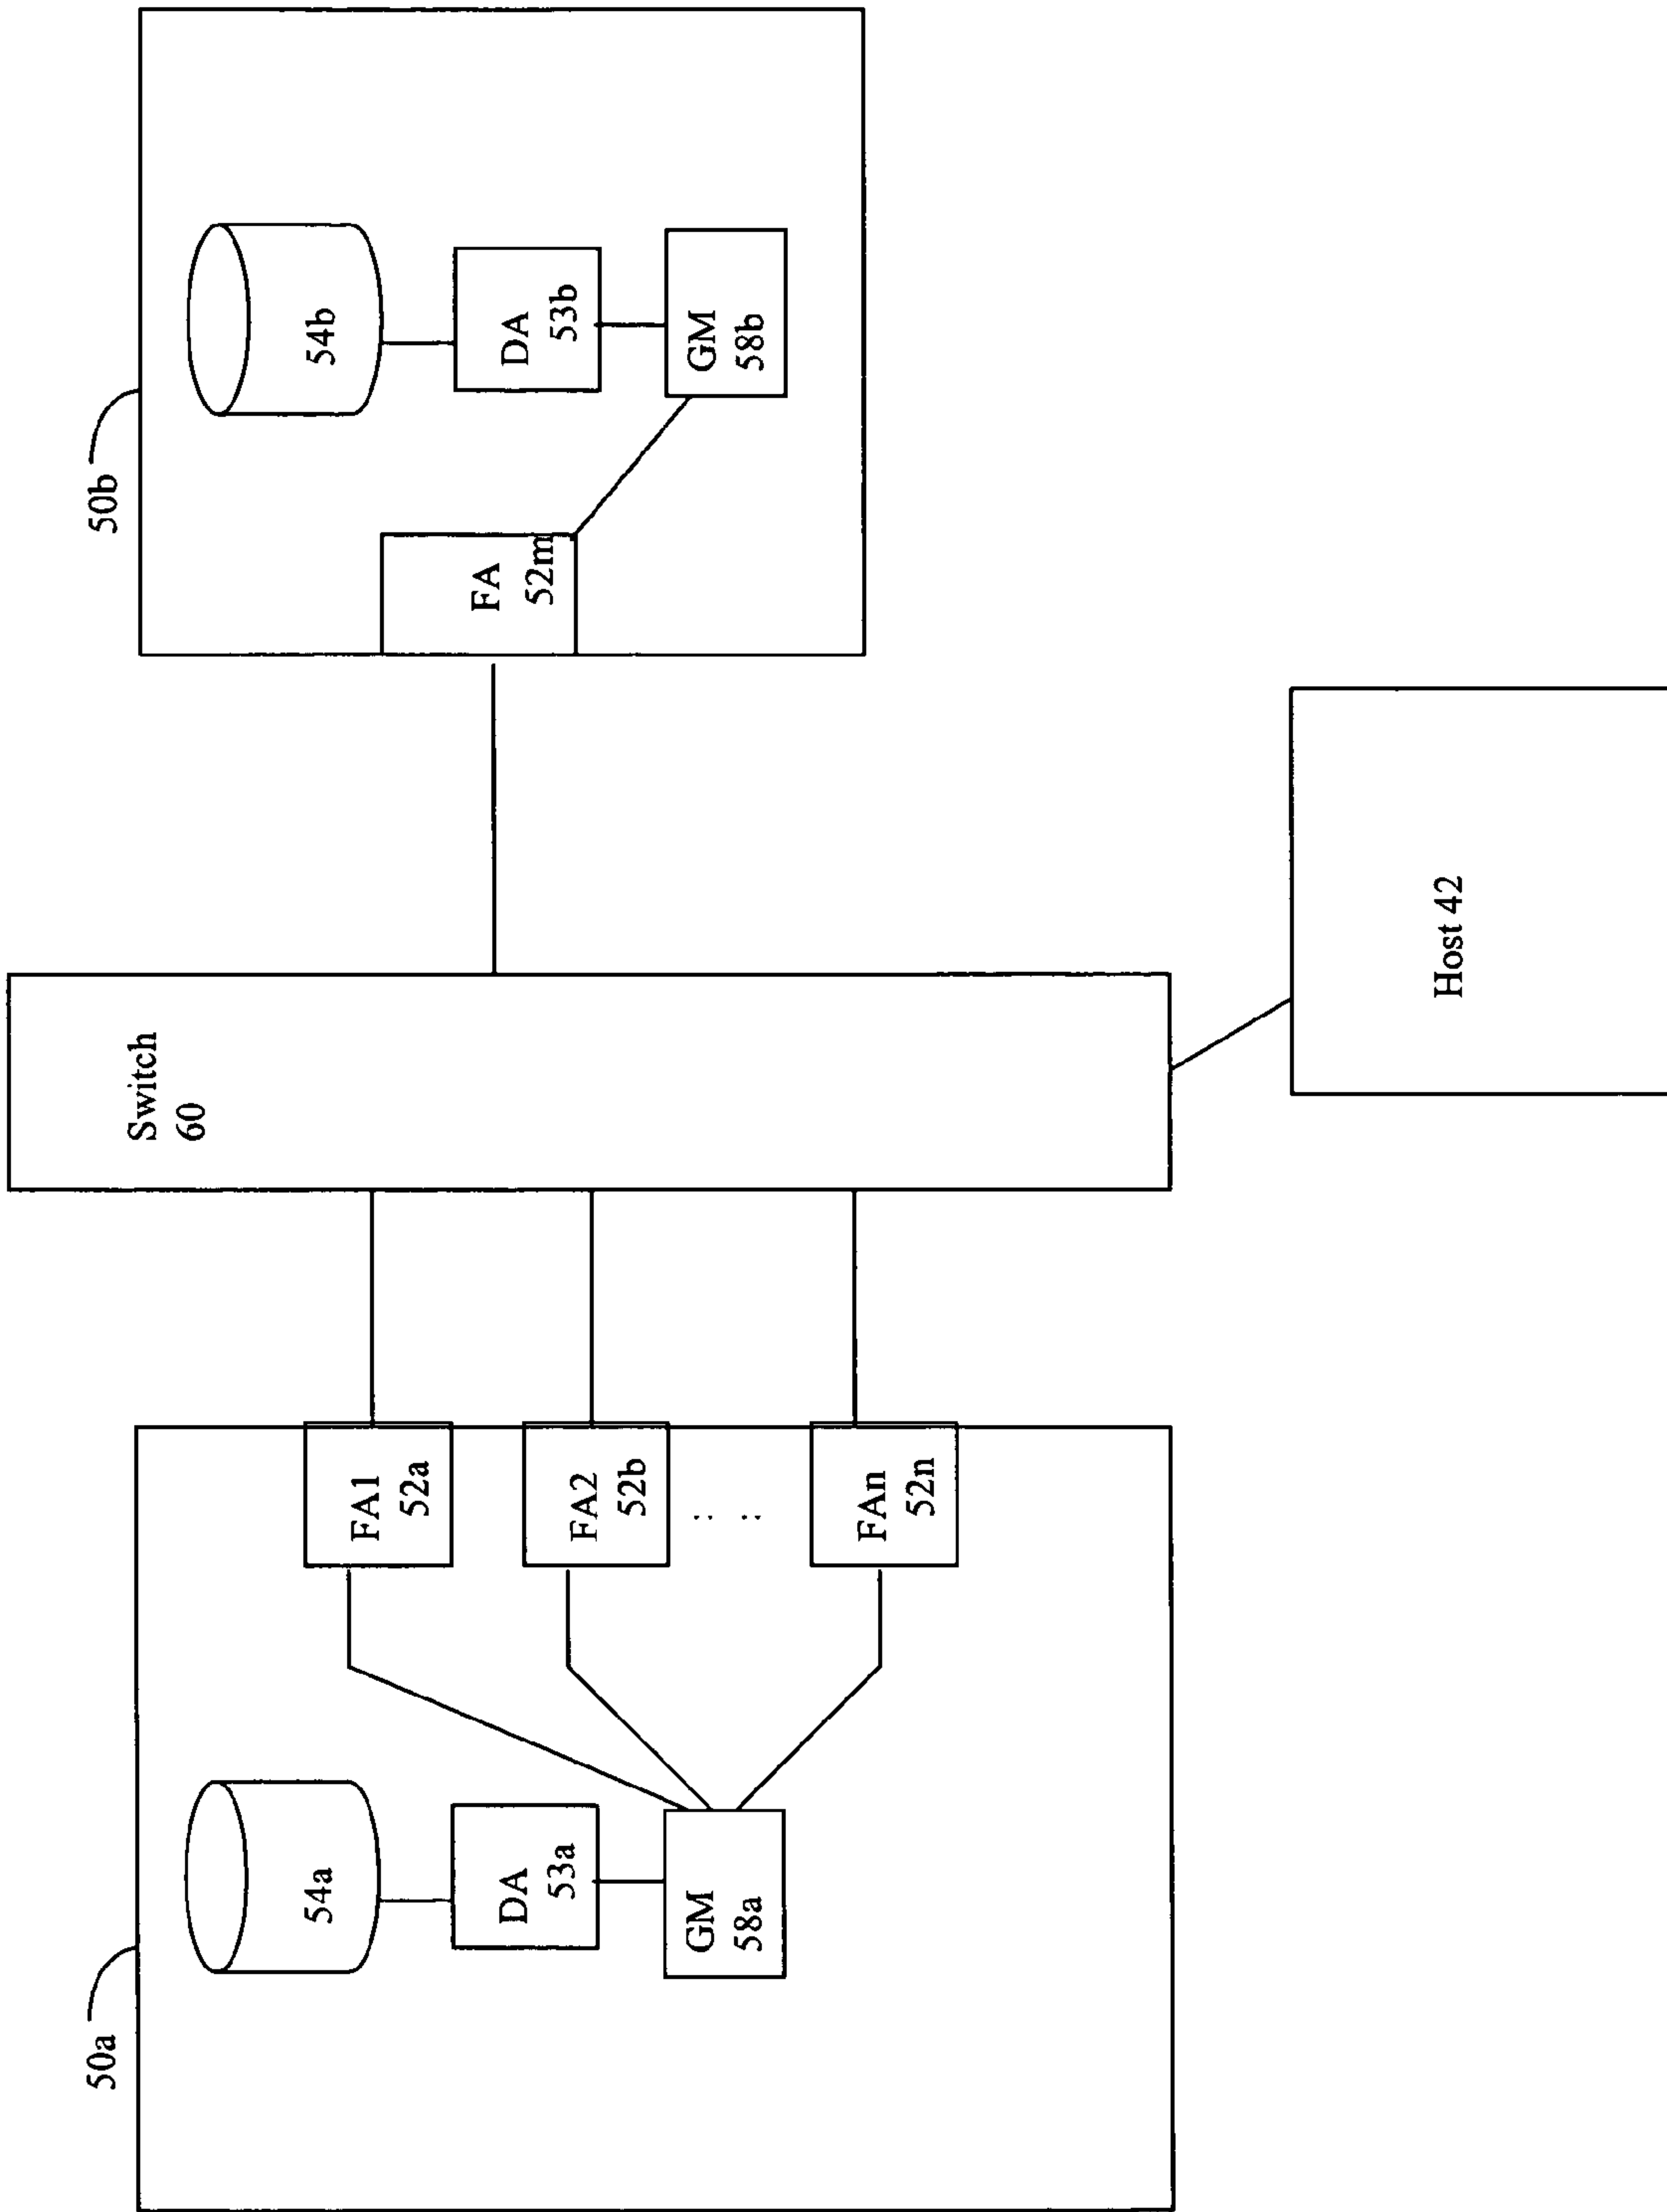 50a
54a
DA
53a
GM
58a
FA1
52a
FA2
52b
: :
FAn
52n
Switch
60
50b
54b
DA
53b
GM
58b
FA
52m
Host 42